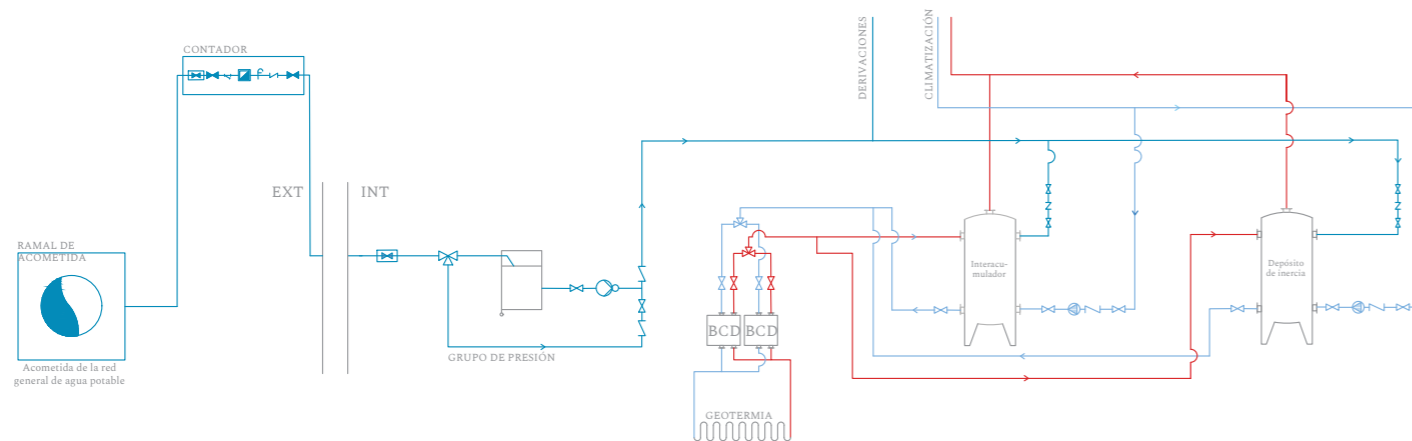 CONTADOR
DERIVACIONES
CLIMATIZACIÓN
EXT
INT
RAMAL DE
ACOMETIDA
Acometida de la red
general de agua potable
GRUPO DE PRESIÓN
BCD
BCD
GEOTERMIA
Interacu-
mulador
Depósito
de inercia